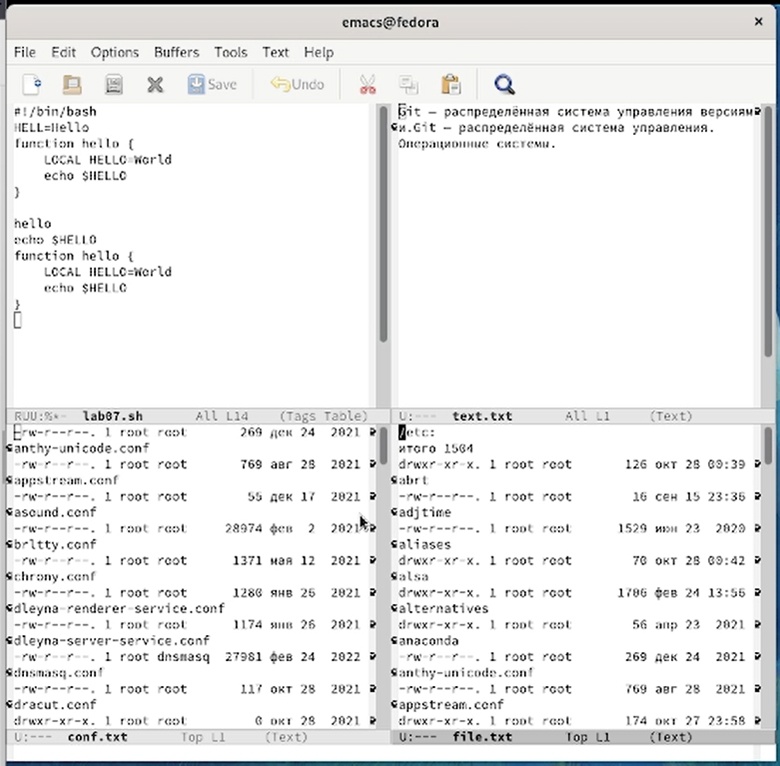 emacs@fedora
File Edit Options Buffers Tools Text Help
Save Undo
#!/bin/bash
HELL=Hello
function hello {
LOCAL HELLO=World
echo $HELLO
}
hello
echo $HELLO
function hello {
LOCAL HELLO=World
echo $HELLO
}
RUU:%*- lab07.sh All L14 (Tags Table)
Git – распределённая система управления версиям
и.Git – распределённая система управления.
Операционные системы.
U:--- text.txt All L1 (Text)
-rw-r--r--. 1 root root 269 дек 24 2021
anthy-unicode.conf
-rw-r--r--. 1 root root 769 авг 28 2021
appstream.conf
-rw-r--r--. 1 root root 55 дек 17 2021
asound.conf
-rw-r--r--. 1 root root 28974 фев 2 2021
brltty.conf
-rw-r--r--. 1 root root 1371 мая 12 2021
chrony.conf
-rw-r--r--. 1 root root 1280 янв 26 2021
dleyna-renderer-service.conf
-rw-r--r--. 1 root root 1174 янв 26 2021
dleyna-server-service.conf
-rw-r--r--. 1 root dnsmasq 27981 фев 24 2022
dnsmasq.conf
-rw-r--r--. 1 root root 117 окт 28 2021
dracut.conf
drwxr-xr-x. 1 root root 0 окт 28 2021
U:--- conf.txt Top L1 (Text)
/etc:
итого 1504
drwxr-xr-x. 1 root root 126 окт 28 00:39
abrt
-rw-r--r--. 1 root root 16 сен 15 23:36
adjtime
-rw-r--r--. 1 root root 1529 июн 23 2020
aliases
drwxr-xr-x. 1 root root 70 окт 28 00:42
alsa
drwxr-xr-x. 1 root root 1706 фев 24 13:56
alternatives
drwxr-xr-x. 1 root root 56 апр 23 2021
anaconda
-rw-r--r--. 1 root root 269 дек 24 2021
anthy-unicode.conf
-rw-r--r--. 1 root root 769 авг 28 2021
appstream.conf
drwxr-xr-x. 1 root root 174 окт 27 23:58
U:--- file.txt Top L1 (Text)